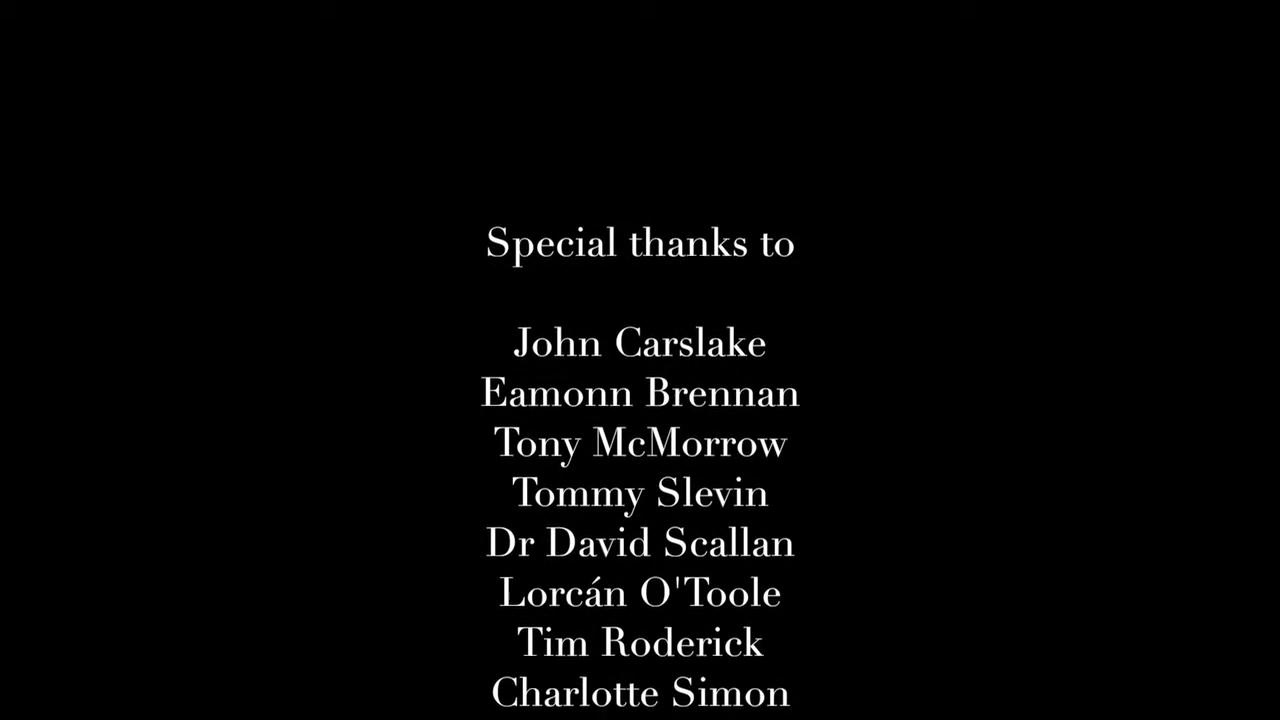 Special thanks to
John Carslake
Eamonn Brennan
Tony McMorrow
Tommy Slevin
Dr David Scallan
Lorcán O'Toole
Tim Roderick
Charlotte Simon